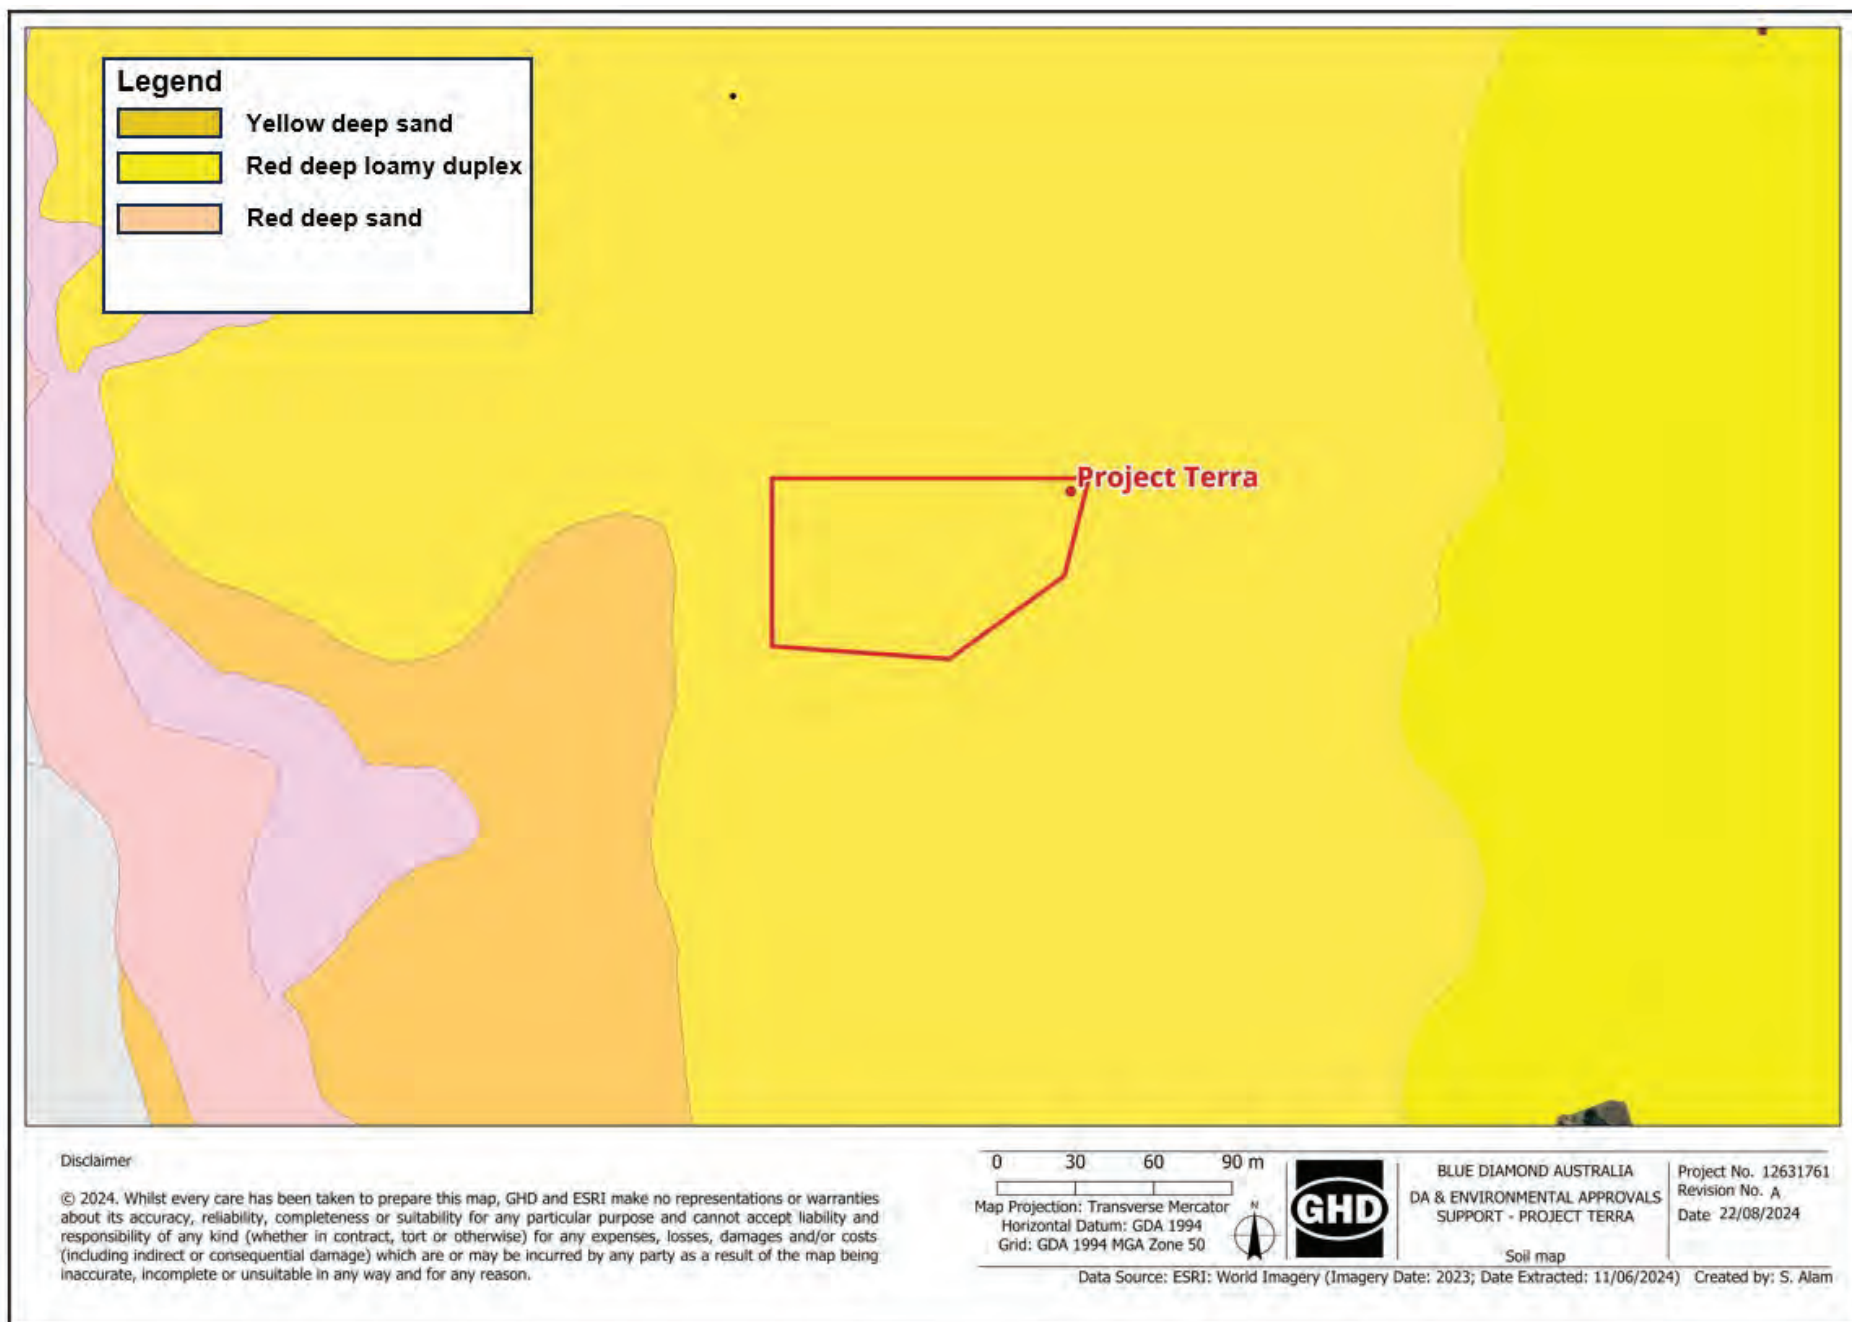 Legend
Yellow deep sand
Red deep loamy duplex
Red deep sand
Project Terra
Disclaimer
© 2024. Whilst every care has been taken to prepare this map, GHD and ESRI make no representations or warranties
about its accuracy, reliability, completeness or suitability for any particular purpose and cannot accept liability and
responsibility of any kind (whether in contract, tort or otherwise) for any expenses, losses, damages and/or costs
(including indirect or consequential damage) which are or may be incurred by any party as a result of the map being
inaccurate, incomplete or unsuitable in any way and for any reason.
0 30 60 90 m
Map Projection: Transverse Mercator
Horizontal Datum: GDA 1994
Grid: GDA 1994 MGA Zone 50
N
GHD
BLUE DIAMOND AUSTRALIA
DA & ENVIRONMENTAL APPROVALS
SUPPORT - PROJECT TERRA
Soil map
Project No. 12631761
Revision No. A
Date 22/08/2024
Data Source: ESRI: World Imagery (Imagery Date: 2023; Date Extracted: 11/06/2024) Created by: S. Alam